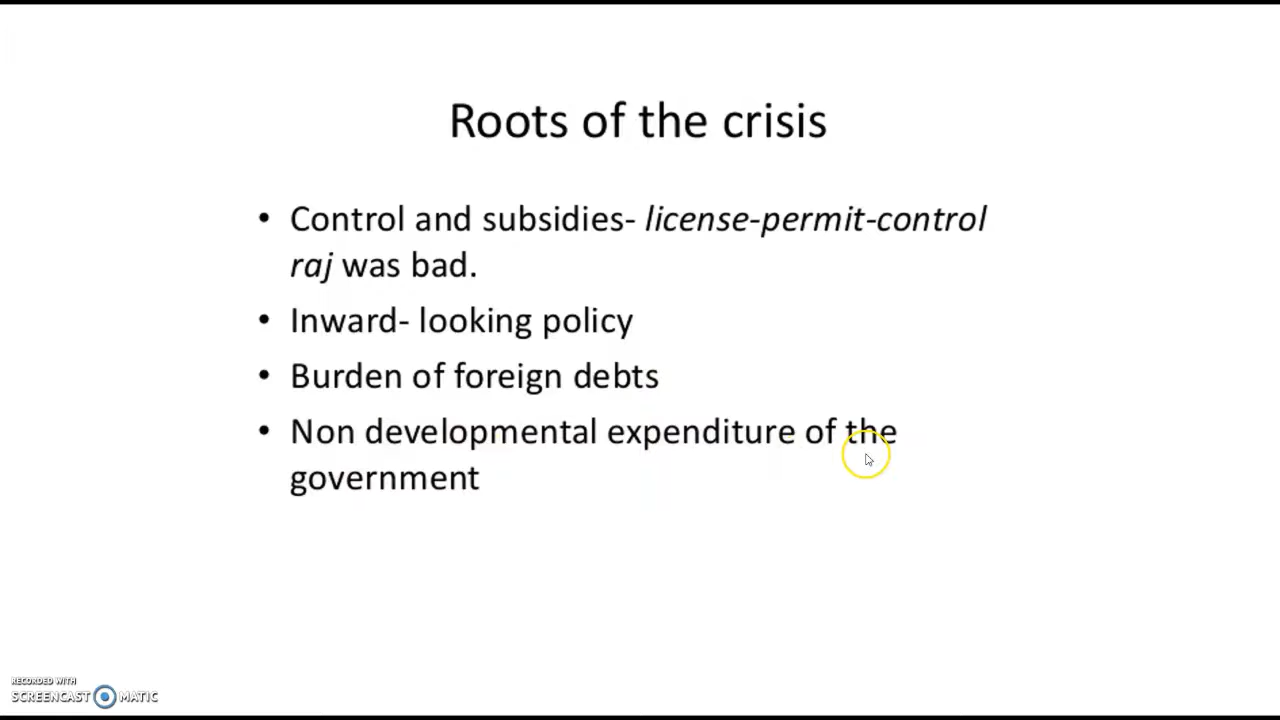 Roots of the crisis
• Control and subsidies- license-permit-control
raj was bad.
• Inward- looking policy
• Burden of foreign debts
• Non developmental expenditure of the
government
RECORDED WITH
SCREENCAST MATIC